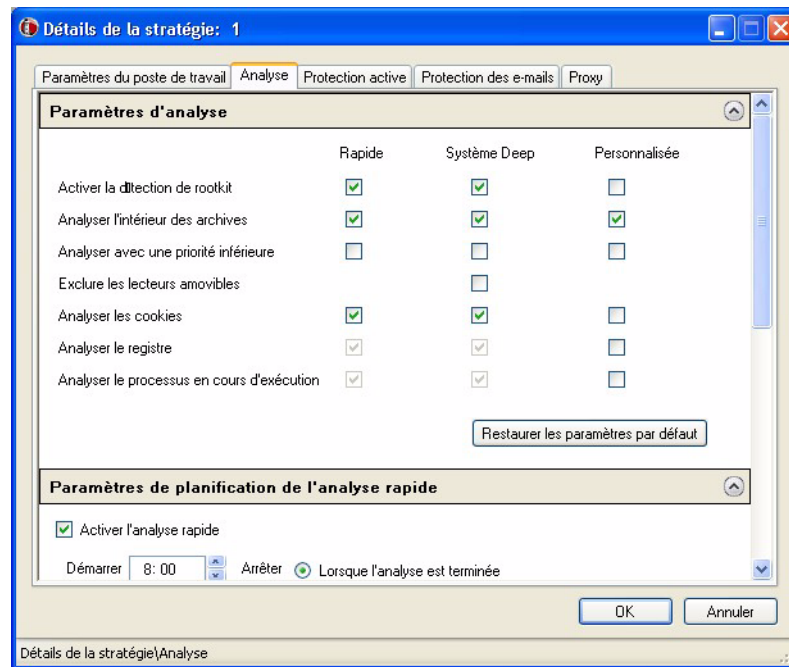 Détails de la stratégie: 1
Paramètres du poste de travail Analyse Protection active Protection des e-mails Proxy
Paramètres d'analyse
Rapide Système Deep Personnalisée
Activer la détection de rootkit
Analyser l'intérieur des archives
Analyser avec une priorité inférieure
Exclure les lecteurs amovibles
Analyser les cookies
Analyser le registre
Analyser le processus en cours d'exécution
Restaurer les paramètres par défaut
Paramètres de planification de l'analyse rapide
Activer l'analyse rapide
Démarrer 8: 00 Arrêter Lorsque l'analyse est terminée
OK Annuler
Détails de la stratégie\Analyse